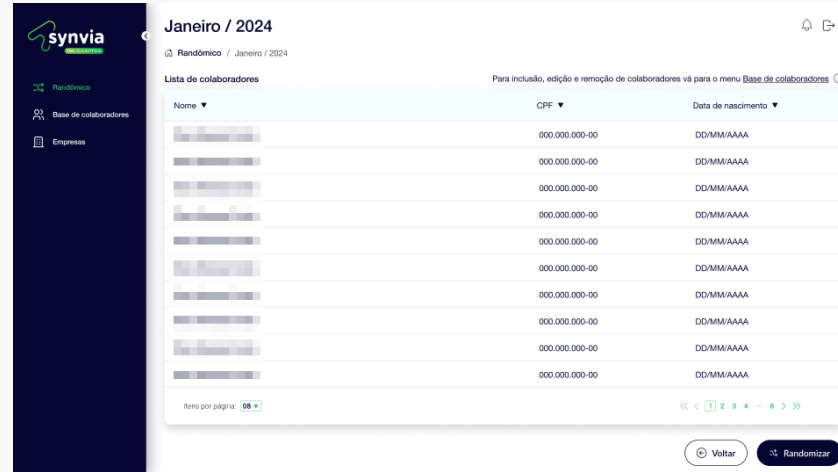 synvia
Randômico
Base de colaboradores
Empresas
Janeiro / 2024
Randômico / Janeiro / 2024
Lista de colaboradores
Para inclusão, edição e remoção de colaboradores vá para o menu Base de colaboradores
Nome ▼ CPF ▼ Data de nascimento ▼
000.000.000-00 DD/MM/AAAA
000.000.000-00 DD/MM/AAAA
000.000.000-00 DD/MM/AAAA
000.000.000-00 DD/MM/AAAA
000.000.000-00 DD/MM/AAAA
000.000.000-00 DD/MM/AAAA
000.000.000-00 DD/MM/AAAA
000.000.000-00 DD/MM/AAAA
000.000.000-00 DD/MM/AAAA
000.000.000-00 DD/MM/AAAA
Itens por página: 08 ▼
1 2 3 4 ... 8
Voltar
Randomizar